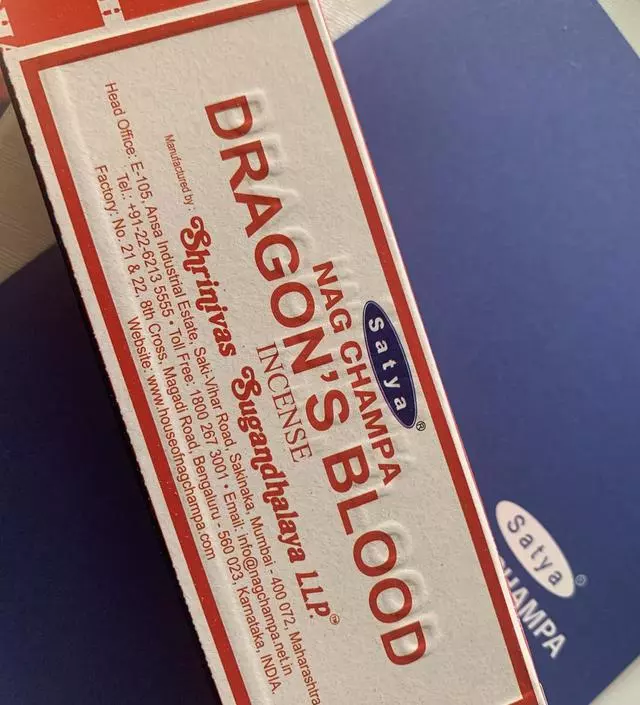 Satya®
NAG CHAMPA
DRAGON'S BLOOD
INCENSE
Manufactured by :
Shrinivas Sugandhalaya LLP.
Head Office: E-105, Ansa Industrial Estate, Saki-Vihar Road, Sakinaka, Mumbai - 400 072, Maharashtra
Tel.: +91-22-6213 5555 • Toll Free: 1800 267 3001 • Email: info@nagchampa.net.in
Factory: No. 21 & 22, 8th Cross, Magadi Road, Bengaluru - 560 023, Karnataka, INDIA.
Website: www.houseofnagchampa.com
Satya®
HAMPA